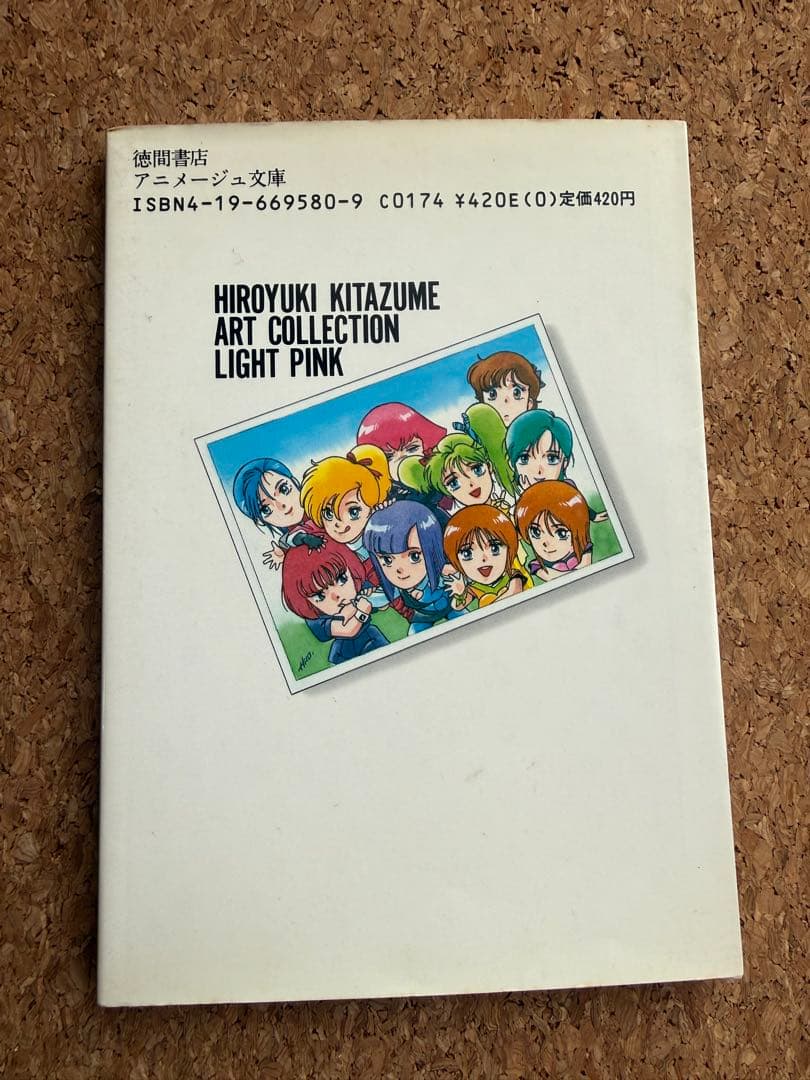 徳間書店
アニメージュ文庫
ISBN4-19-669580-9 C0174 ¥420E(0)定価420円
HIROYUKI KITAZUME
ART COLLECTION
LIGHT PINK